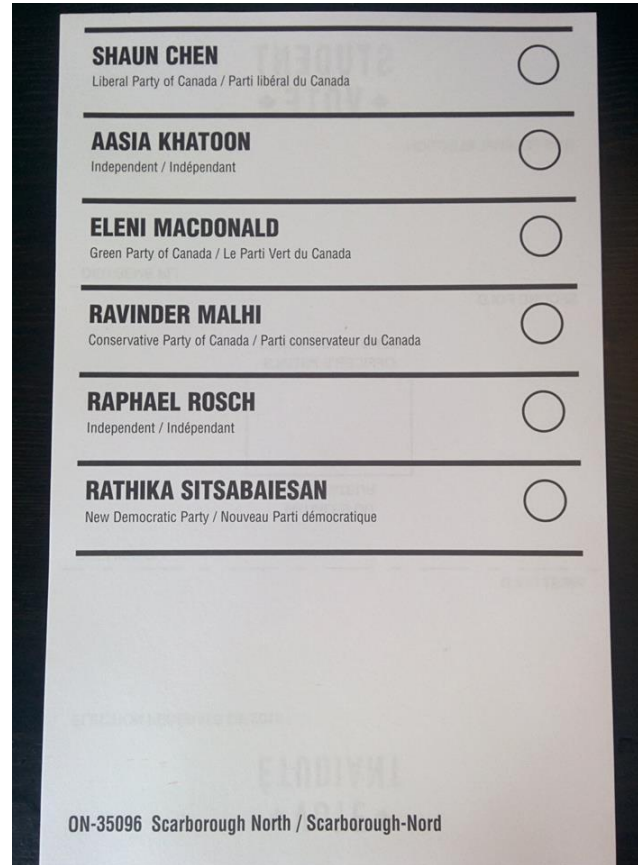 SHAUN CHEN
Liberal Party of Canada / Parti libéral du Canada
AASIA KHATOON
Independent / Indépendant
ELENI MACDONALD
Green Party of Canada / Le Parti Vert du Canada
RAVINDER MALHI
Conservative Party of Canada / Parti conservateur du Canada
RAPHAEL ROSCH
Independent / Indépendant
RATHIKA SITSABAIESAN
New Democratic Party / Nouveau Parti démocratique
ON-35096 Scarborough North / Scarborough-Nord